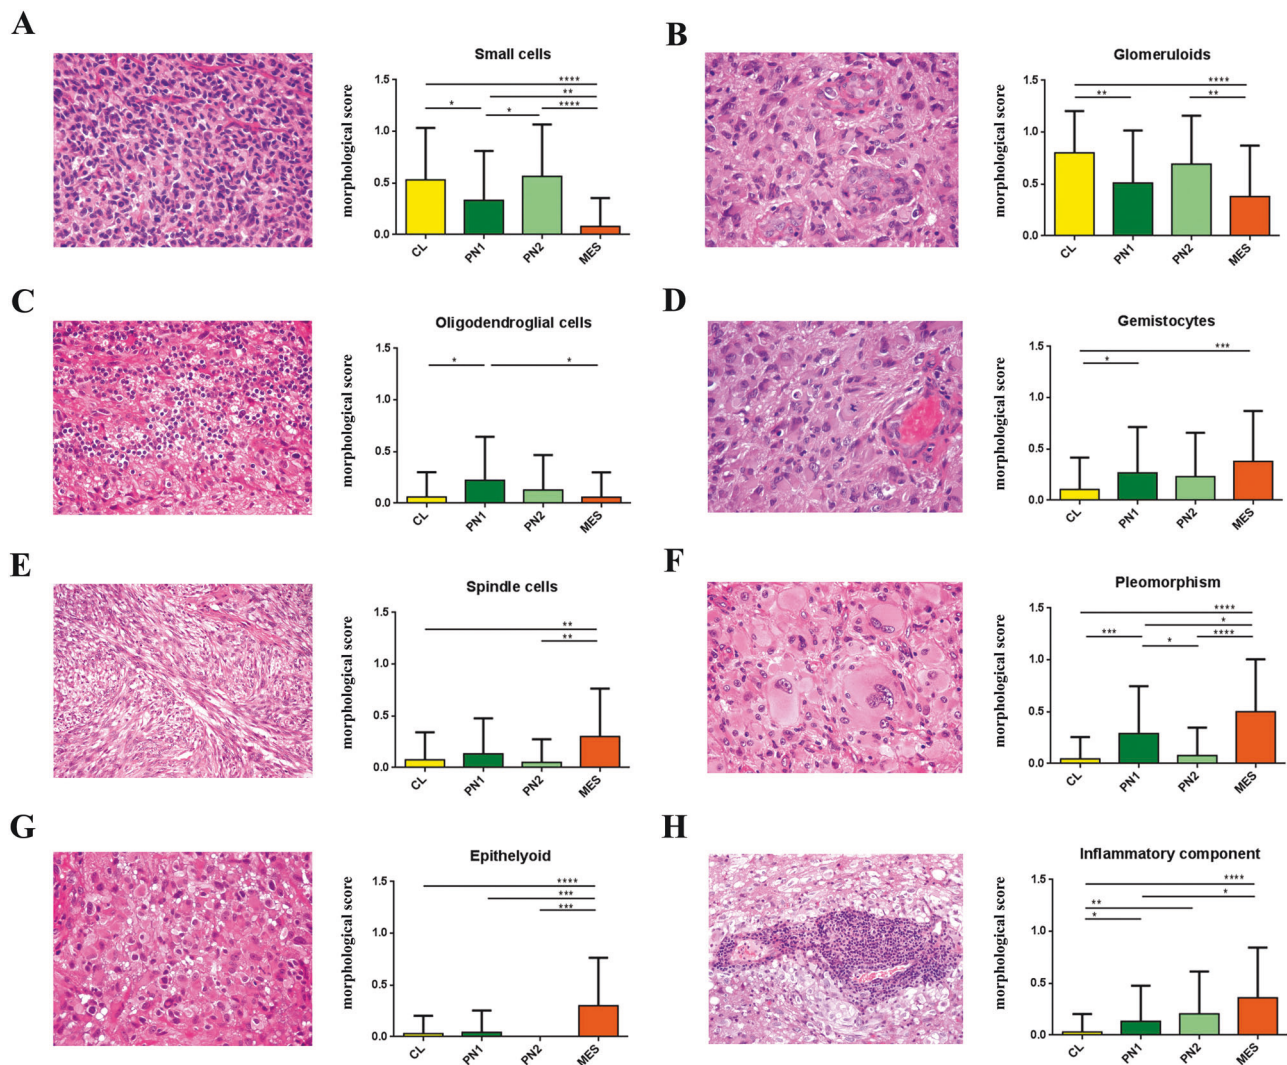 A
Small cells
morphological score
1.5
1.0
0.5
0.0
****
**
* ****
*
CL PN1 PN2 MES
B
Glomeruloids
morphological score
1.5
1.0
0.5
0.0
****
** **
CL PN1 PN2 MES
C
Oligodendroglial cells
morphological score
1.5
1.0
0.5
0.0
* *
CL PN1 PN2 MES
D
Gemistocytes
morphological score
1.5
1.0
0.5
0.0
***
*
CL PN1 PN2 MES
E
Spindle cells
morphological score
1.5
1.0
0.5
0.0
**
**
CL PN1 PN2 MES
F
Pleomorphism
morphological score
1.5
1.0
0.5
0.0
****
*
*** ****
*
CL PN1 PN2 MES
G
Epithelyoid
morphological score
1.5
1.0
0.5
0.0
****
***
***
CL PN1 PN2 MES
H
Inflammatory component
morphological score
1.5
1.0
0.5
0.0
****
*
**
*
CL PN1 PN2 MES